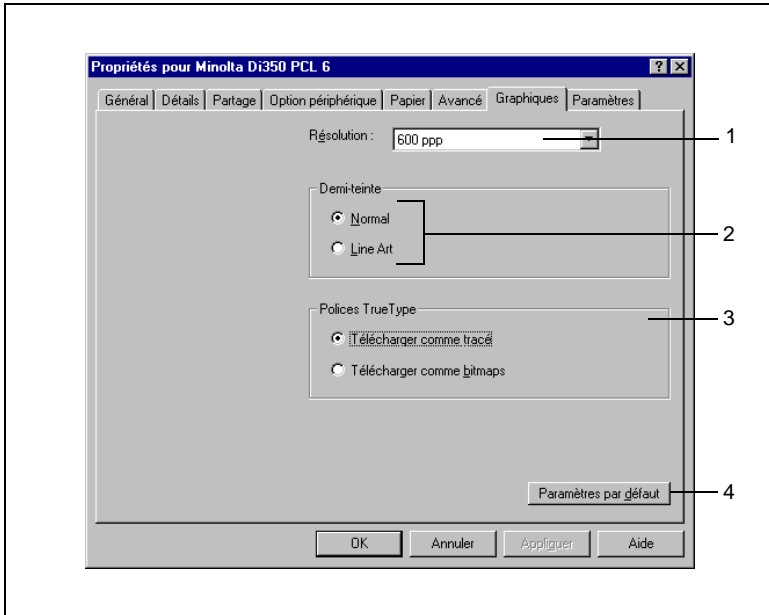 Propriétés pour Minolta Di350 PCL 6
Général Détails Partage Option périphérique Papier Avancé Graphiques Paramètres
Résolution : 600 ppp 1
Demi-teinte
Normal
Line Art
2
Polices TrueType
3
Télécharger comme tracé
Télécharger comme bitmaps
Paramètres par défaut 4
OK Annuler Appliquer Aide